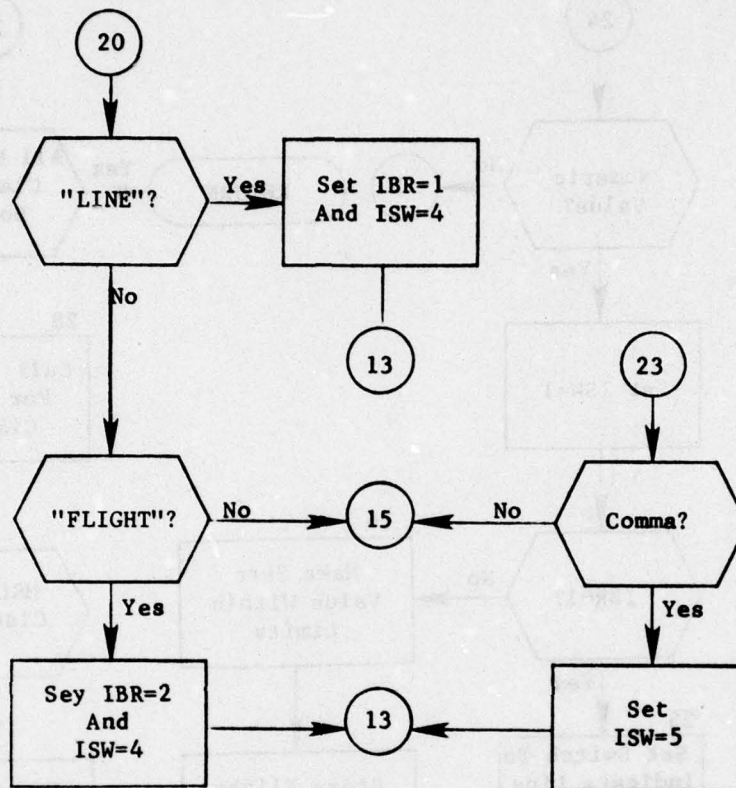 20
"LINE"?
Yes
Set IBR=1
And ISW=4
No
13
23
"FLIGHT"?
No
15
No
Comma?
Yes
Yes
Sey IBR=2
And
ISW=4
13
Set
ISW=5